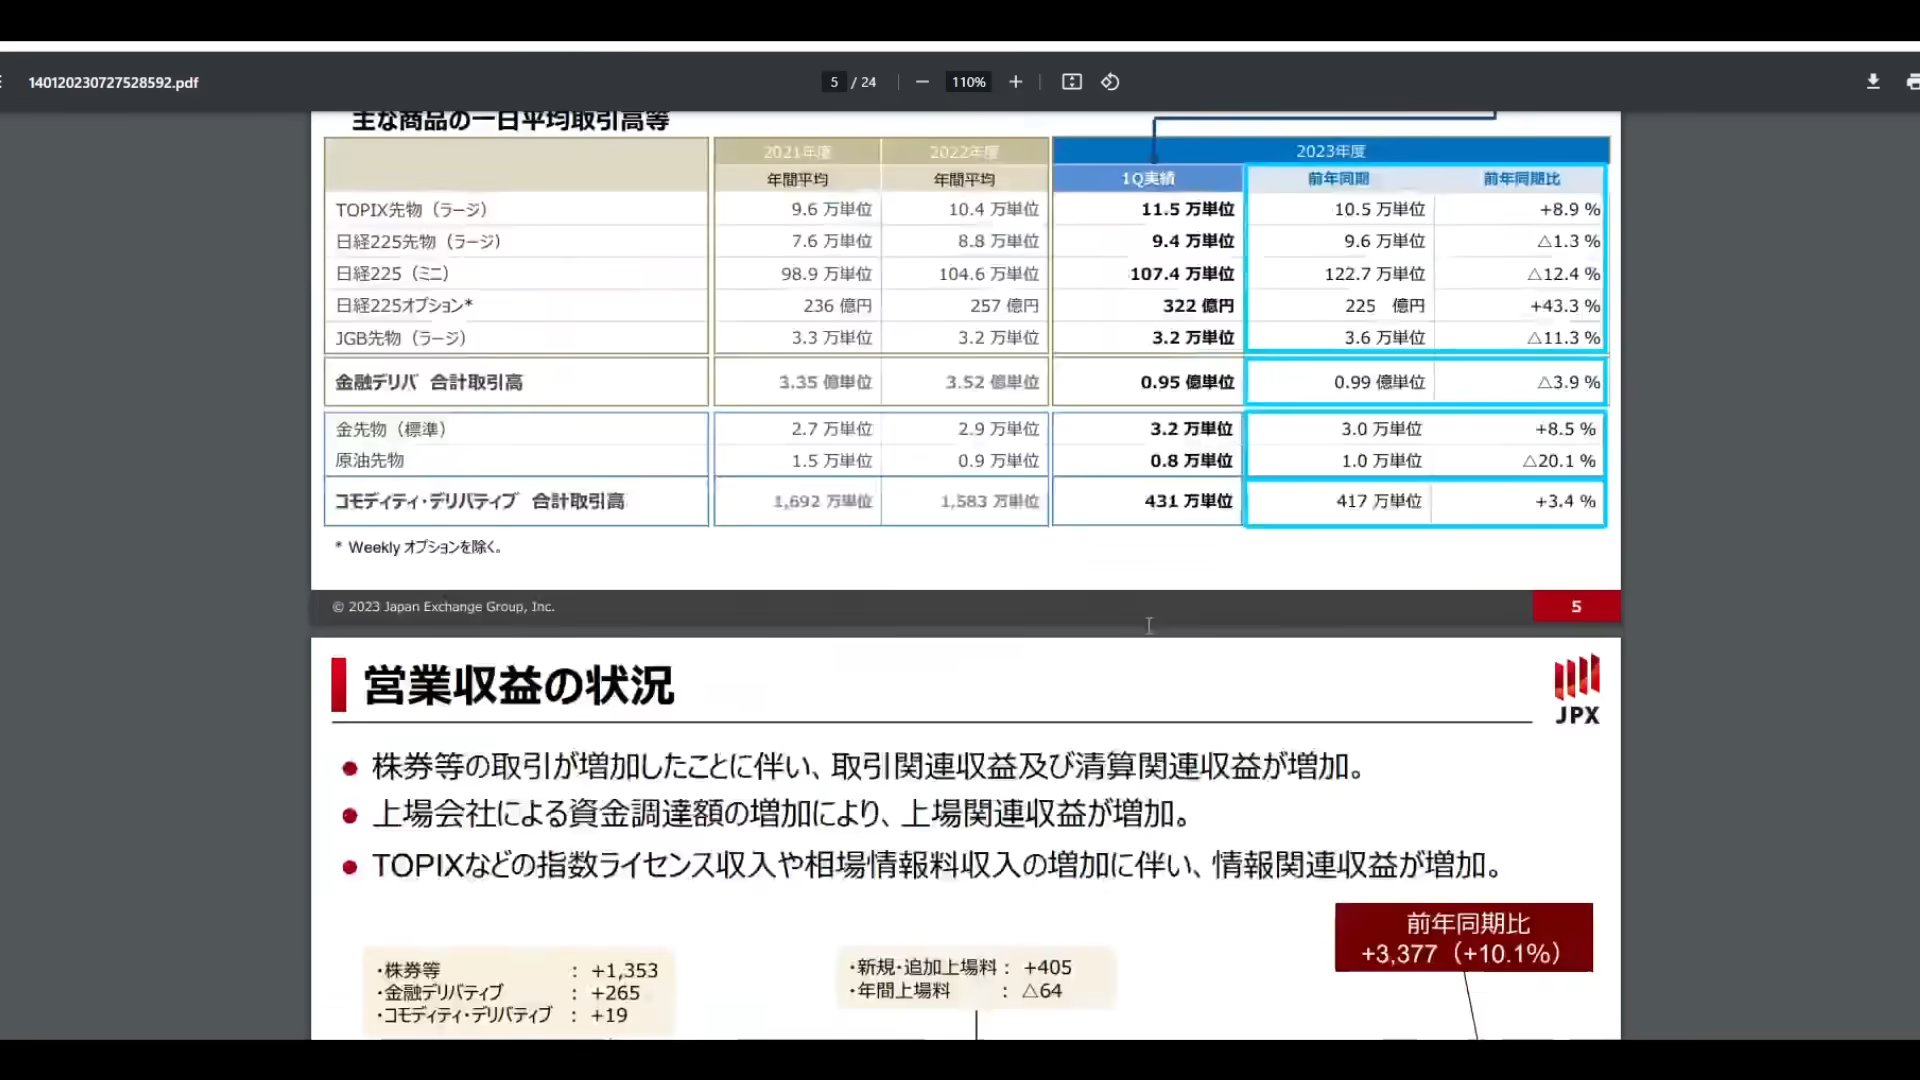 140120230727528592.pdf
5 / 24
110%
主な商品の一日平均取引高等
2021年度 2022年度 2023年度
年間平均 年間平均 1Q実績 前年同期 前年同期比
TOPIX先物（ラージ） 9.6 万単位 10.4 万単位 11.5 万単位 10.5 万単位 +8.9 %
日経225先物（ラージ） 7.6 万単位 8.8 万単位 9.4 万単位 9.6 万単位 △1.3 %
日経225（ミニ） 98.9 万単位 104.6 万単位 107.4 万単位 122.7 万単位 △12.4 %
日経225オプション* 236 億円 257 億円 322 億円 225 億円 +43.3 %
JGB先物（ラージ） 3.3 万単位 3.2 万単位 3.2 万単位 3.6 万単位 △11.3 %
金融デリバ 合計取引高 3.35 億単位 3.52 億単位 0.95 億単位 0.99 億単位 △3.9 %
金先物（標準） 2.7 万単位 2.9 万単位 3.2 万単位 3.0 万単位 +8.5 %
原油先物 1.5 万単位 0.9 万単位 0.8 万単位 1.0 万単位 △20.1 %
コモディティ・デリバティブ 合計取引高 1,692 万単位 1,583 万単位 431 万単位 417 万単位 +3.4 %
* Weekly オプションを除く。
© 2023 Japan Exchange Group, Inc.
5
営業収益の状況
JPX
● 株券等の取引が増加したことに伴い、取引関連収益及び清算関連収益が増加。
● 上場会社による資金調達額の増加により、上場関連収益が増加。
● TOPIXなどの指数ライセンス収入や相場情報料収入の増加に伴い、情報関連収益が増加。
前年同期比
+3,377（+10.1%）
・株券等 : +1,353
・金融デリバティブ : +265
・コモディティ・デリバティブ : +19
・新規・追加上場料 : +405
・年間上場料 : △64